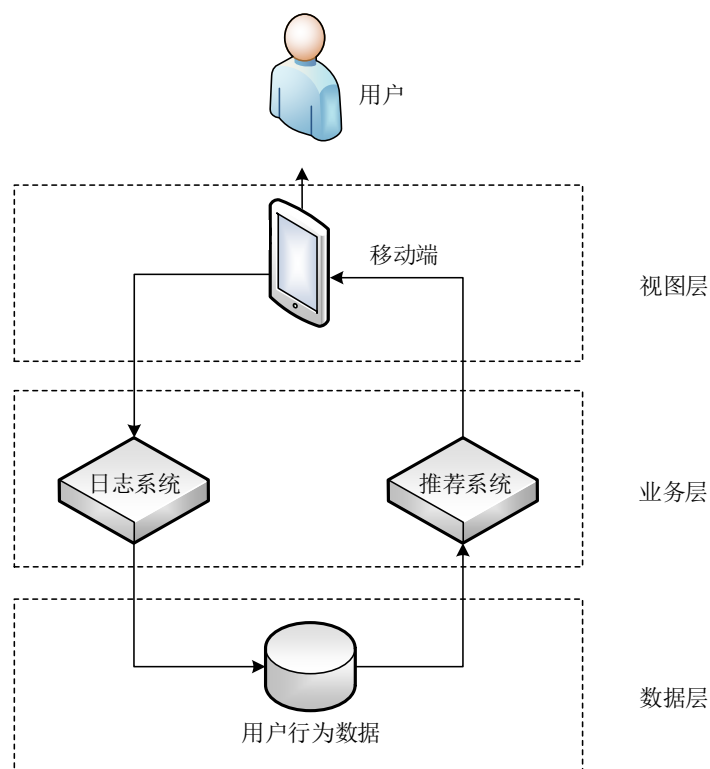 用户
移动端
视图层
日志系统
推荐系统
业务层
用户行为数据
数据层